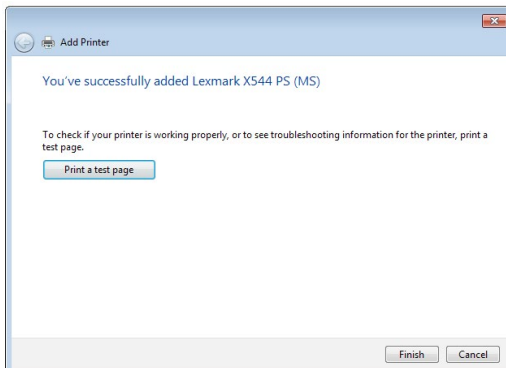 Add Printer
You've successfully added Lexmark X544 PS (MS)
To check if your printer is working properly, or to see troubleshooting information for the printer, print a
test page.
Print a test page
Finish Cancel